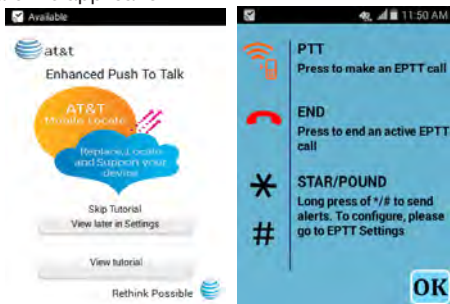 Available
at&t
Enhanced Push To Talk
AT&T
Mobile Locate
Replace, Locate
and Support your
device
Skip Tutorial
View later in Settings
View tutorial
Rethink Possible
11:50 AM
PTT
Press to make an EPTT call
END
Press to end an active EPTT
call
*
STAR/POUND
Long press of */# to send
alerts. To configure, please
go to EPTT Settings
#
OK